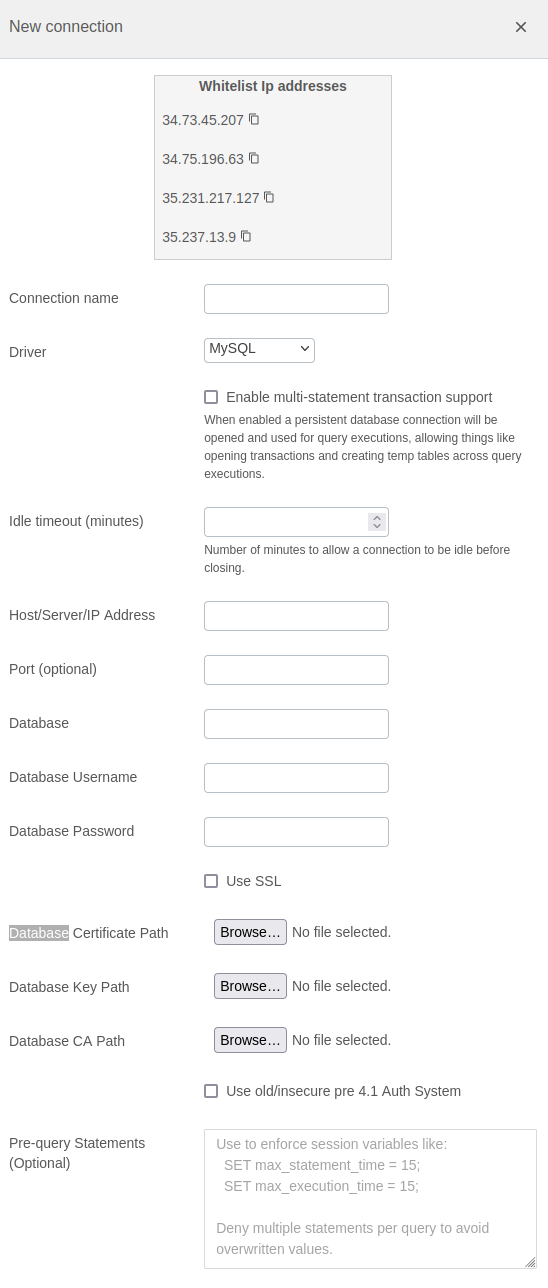 New connection
Whitelist Ip addresses
34.73.45.207
34.75.196.63
35.231.217.127
35.237.13.9
Connection name
Driver MySQL
Enable multi-statement transaction support
When enabled a persistent database connection will be
opened and used for query executions, allowing things like
opening transactions and creating temp tables across query
executions.
Idle timeout (minutes)
Number of minutes to allow a connection to be idle before
closing.
Host/Server/IP Address
Port (optional)
Database
Database Username
Database Password
Use SSL
Database Certificate Path Browse... No file selected.
Database Key Path Browse... No file selected.
Database CA Path Browse... No file selected.
Use old/insecure pre 4.1 Auth System
Pre-query Statements
(Optional)
Use to enforce session variables like:
SET max_statement_time = 15;
SET max_execution_time = 15;
Deny multiple statements per query to avoid
overwritten values.